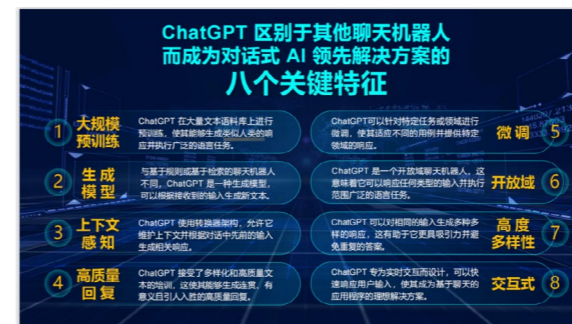 ChatGPT 区别于其他聊天机器人
而成为对话式 AI 领先解决方案的
八个关键特征
1
大规模
预训练
ChatGPT 在大量文本语料库上进行
预训练，使其能够生成类似人类的响
应并执行广泛的语言任务。
2
生成
模型
与基于规则或基于检索的聊天机器人
不同，ChatGPT 是一种生成模型，
可以根据接收到的输入生成新文本。
3
上下文
感知
ChatGPT 使用转换器架构，允许它
维护上下文并根据对话中先前的输入
生成相关响应。
4
高质量
回复
ChatGPT 接受了多样化和高质量文
本的培训，这使其能够生成连贯、有
意义且引人入胜的高质量回复。
ChatGPT可以针对特定任务或领域进行
微调，使其适应不同的用例并提供特定
领域的响应。
微调
5
ChatGPT 是一个开放域聊天机器人，这
意味着它可以响应任何类型的输入并执行
范围广泛的语言任务。
开放域
6
ChatGPT 可以对相同的输入生成多种多
样的响应，这有助于它更具吸引力并避
免重复的答案。
高度
多样性
7
ChatGPT 专为实时交互而设计，可以快
速响应用户输入，使其成为基于聊天的
应用程序的理想解决方案。
交互式
8